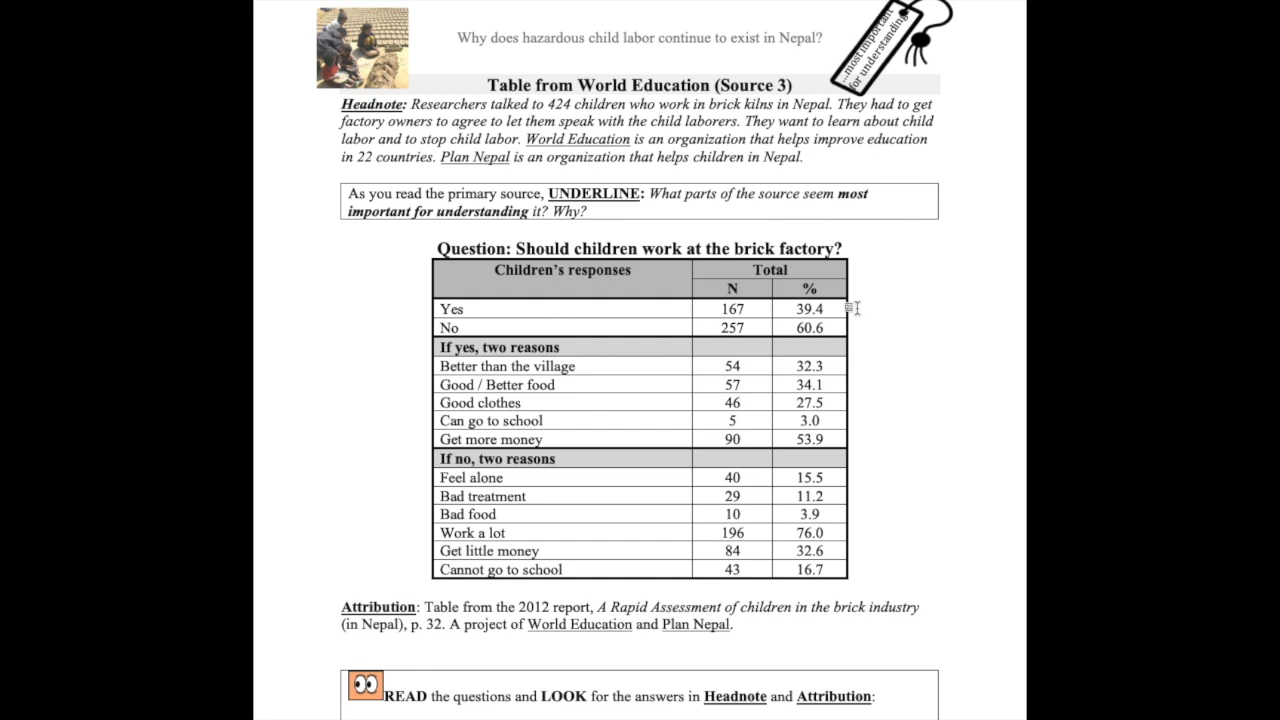 Why does hazardous child labor continue to exist in Nepal?
...most important
for understanding
Table from World Education (Source 3)
Headnote: Researchers talked to 424 children who work in brick kilns in Nepal. They had to get
factory owners to agree to let them speak with the child laborers. They want to learn about child
labor and to stop child labor. World Education is an organization that helps improve education
in 22 countries. Plan Nepal is an organization that helps children in Nepal.
As you read the primary source, UNDERLINE: What parts of the source seem most
important for understanding it? Why?
Question: Should children work at the brick factory?
Children's responses Total
N %
Yes 167 39.4
No 257 60.6
If yes, two reasons
Better than the village 54 32.3
Good / Better food 57 34.1
Good clothes 46 27.5
Can go to school 5 3.0
Get more money 90 53.9
If no, two reasons
Feel alone 40 15.5
Bad treatment 29 11.2
Bad food 10 3.9
Work a lot 196 76.0
Get little money 84 32.6
Cannot go to school 43 16.7
Attribution: Table from the 2012 report, A Rapid Assessment of children in the brick industry
(in Nepal), p. 32. A project of World Education and Plan Nepal.
READ the questions and LOOK for the answers in Headnote and Attribution: